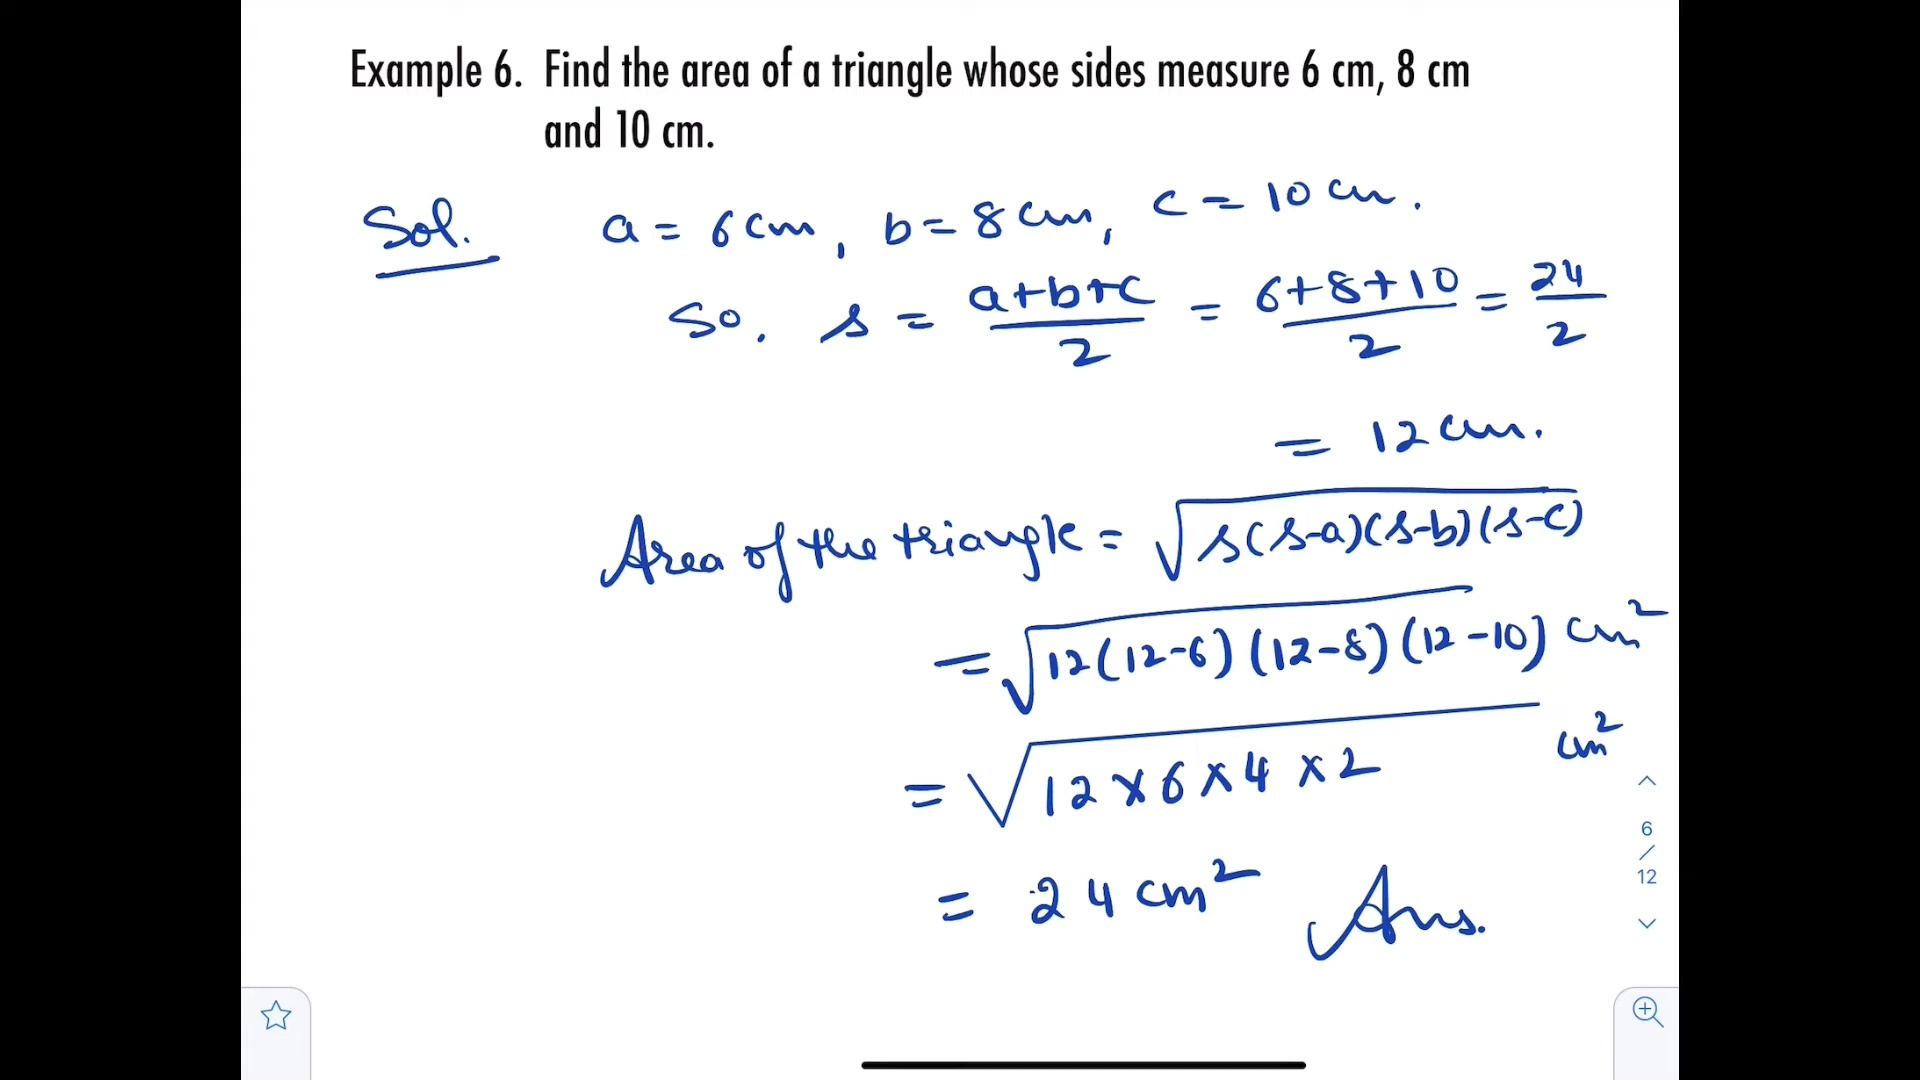 Example 6. Find the area of a triangle whose sides measure 6 cm, 8 cm
and 10 cm.
Sol. a = 6 cm, b = 8 cm, c = 10 cm.
So, s = a+b+c/2 = 6+8+10/2 = 24/2
= 12 cm.
Area of the triangle = √s(s-a)(s-b)(s-c)
= √12(12-6)(12-8)(12-10) cm²
= √12×6×4×2 cm²
= 24 cm² Ans.
6
/
12